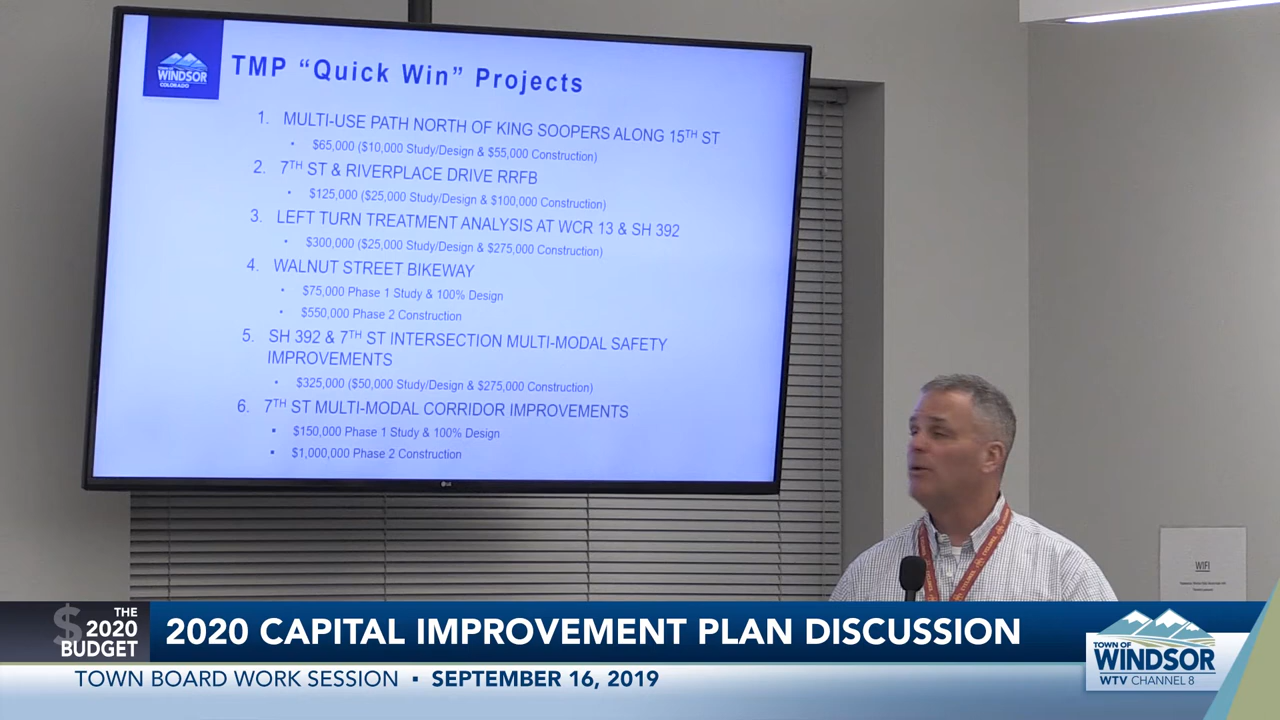 WINDSOR
COLORADO
TMP “Quick Win” Projects
1. MULTI-USE PATH NORTH OF KING SOOPERS ALONG 15TH ST
• $65,000 ($10,000 Study/Design & $55,000 Construction)
2. 7TH ST & RIVERPLACE DRIVE RRFB
• $125,000 ($25,000 Study/Design & $100,000 Construction)
3. LEFT TURN TREATMENT ANALYSIS AT WCR 13 & SH 392
• $300,000 ($25,000 Study/Design & $275,000 Construction)
4. WALNUT STREET BIKEWAY
• $75,000 Phase 1 Study & 100% Design
• $550,000 Phase 2 Construction
5. SH 392 & 7TH ST INTERSECTION MULTI-MODAL SAFETY
IMPROVEMENTS
• $325,000 ($50,000 Study/Design & $275,000 Construction)
6. 7TH ST MULTI-MODAL CORRIDOR IMPROVEMENTS
▪ $150,000 Phase 1 Study & 100% Design
▪ $1,000,000 Phase 2 Construction
LG
WIFI
$ THE
2020
BUDGET
2020 CAPITAL IMPROVEMENT PLAN DISCUSSION
TOWN BOARD WORK SESSION ▪ SEPTEMBER 16, 2019
TOWN OF
WINDSOR
WTV CHANNEL 8